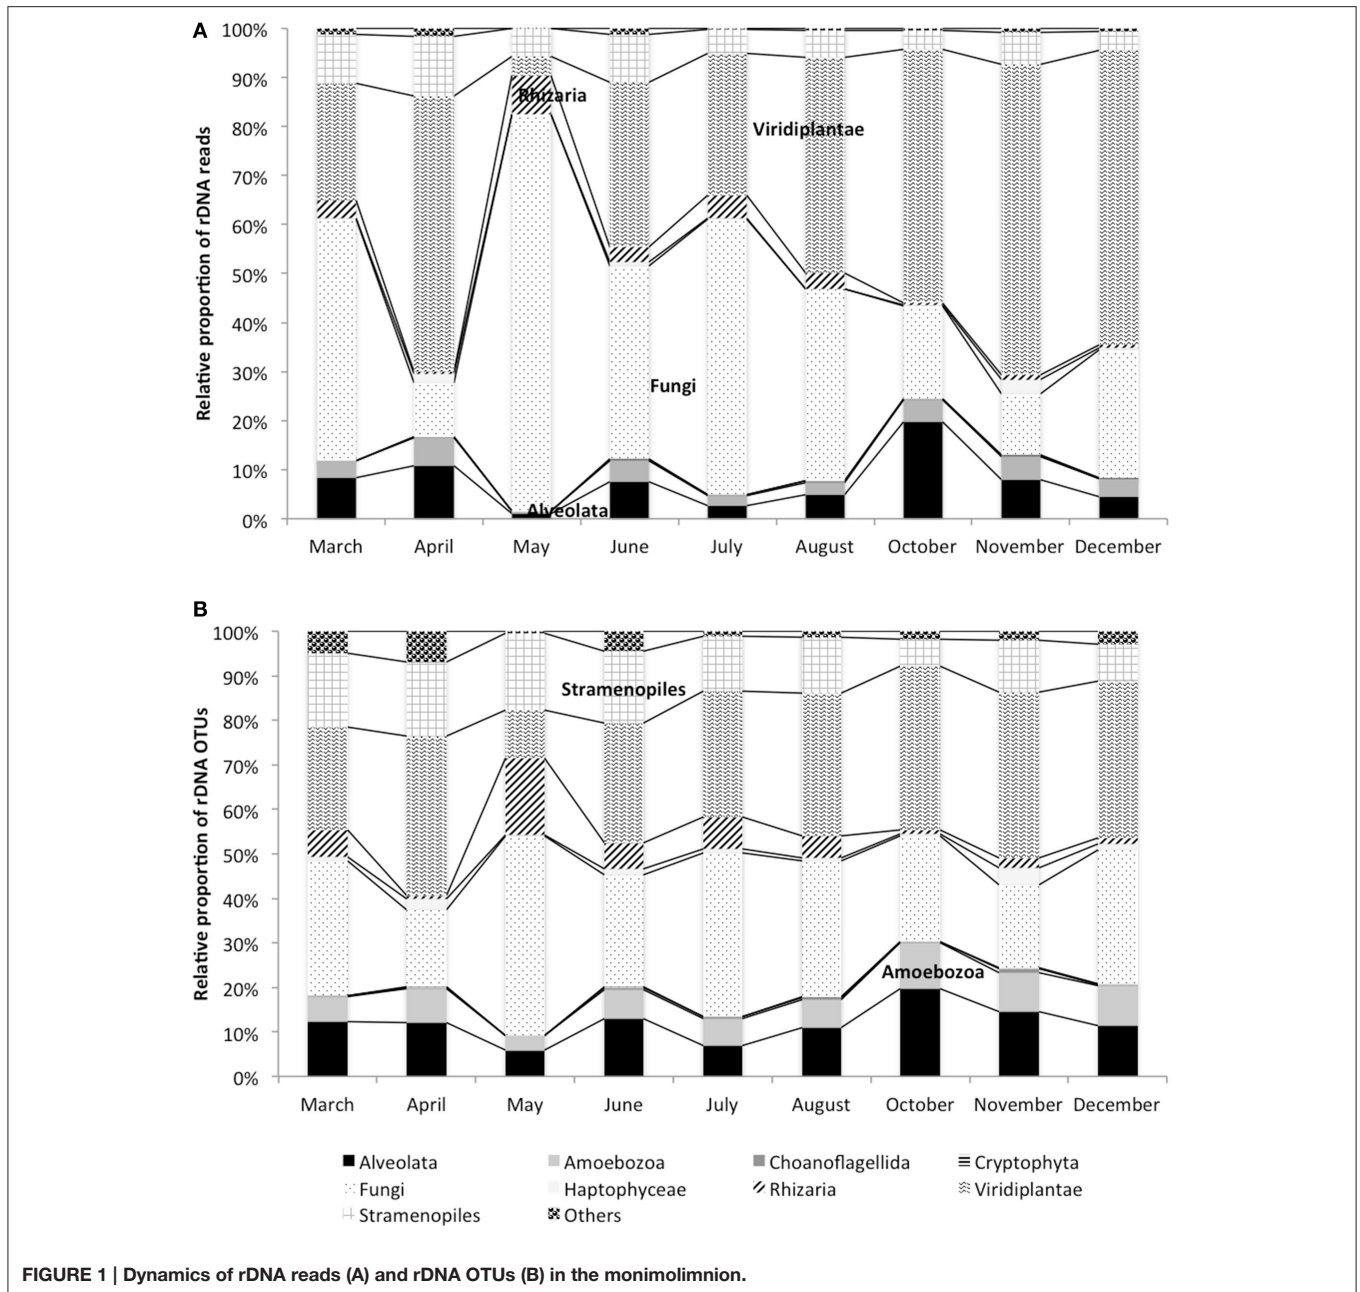 A
100%
90%
80%
70%
60%
50%
40%
30%
20%
10%
0%
Relative proportion of rDNA reads
Rhizaria
Viridiplantae
Fungi
Alveolata
March April May June July August October November December
B
100%
90%
80%
70%
60%
50%
40%
30%
20%
10%
0%
Relative proportion of rDNA OTUs
Stramenopiles
Amoebozoa
March April May June July August October November December
Alveolata Amoebozoa Choanoflagellida Cryptophyta
Fungi Haptophyceae Rhizaria Viridiplantae
Stramenopiles Others
FIGURE 1 | Dynamics of rDNA reads (A) and rDNA OTUs (B) in the monimolimnion.